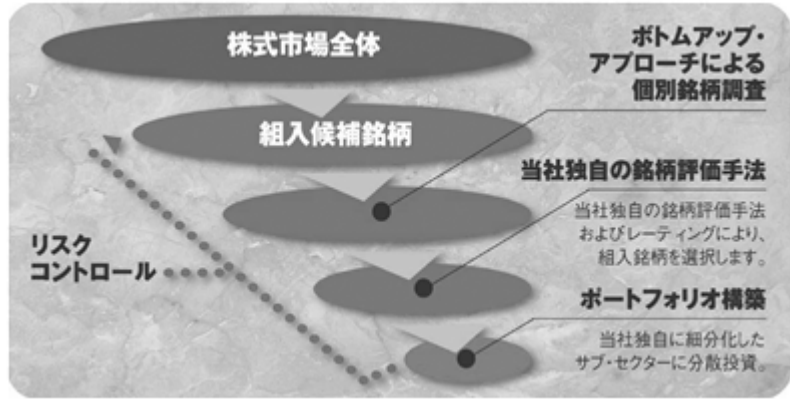 株式市場全体
組入候補銘柄
ボトムアップ・
アプローチによる
個別銘柄調査
当社独自の銘柄評価手法
当社独自の銘柄評価手法
およびレーティングにより、
組入銘柄を選択します。
ポートフォリオ構築
当社独自に細分化した
サブ・セクターに分散投資。
リスク
コントロール